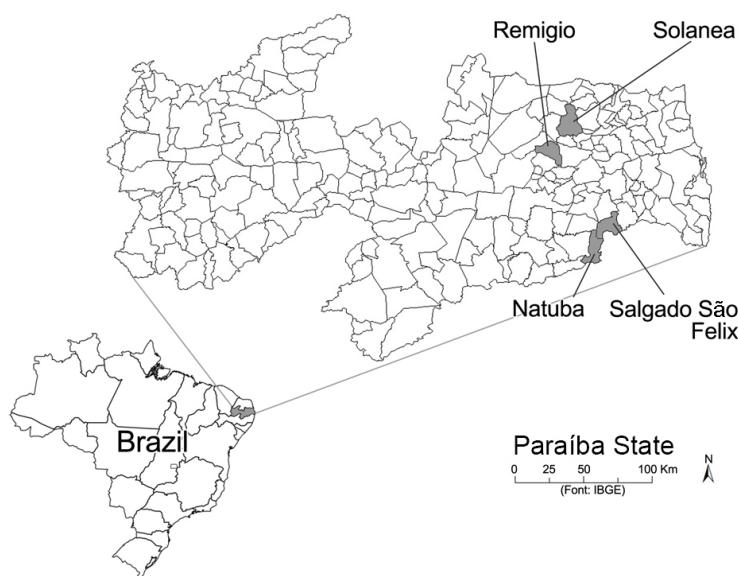 Remigio
Solanea
Natuba
Salgado São
Felix
Brazil
Paraíba State
0 25 50 100 Km
(Font: IBGE)
N